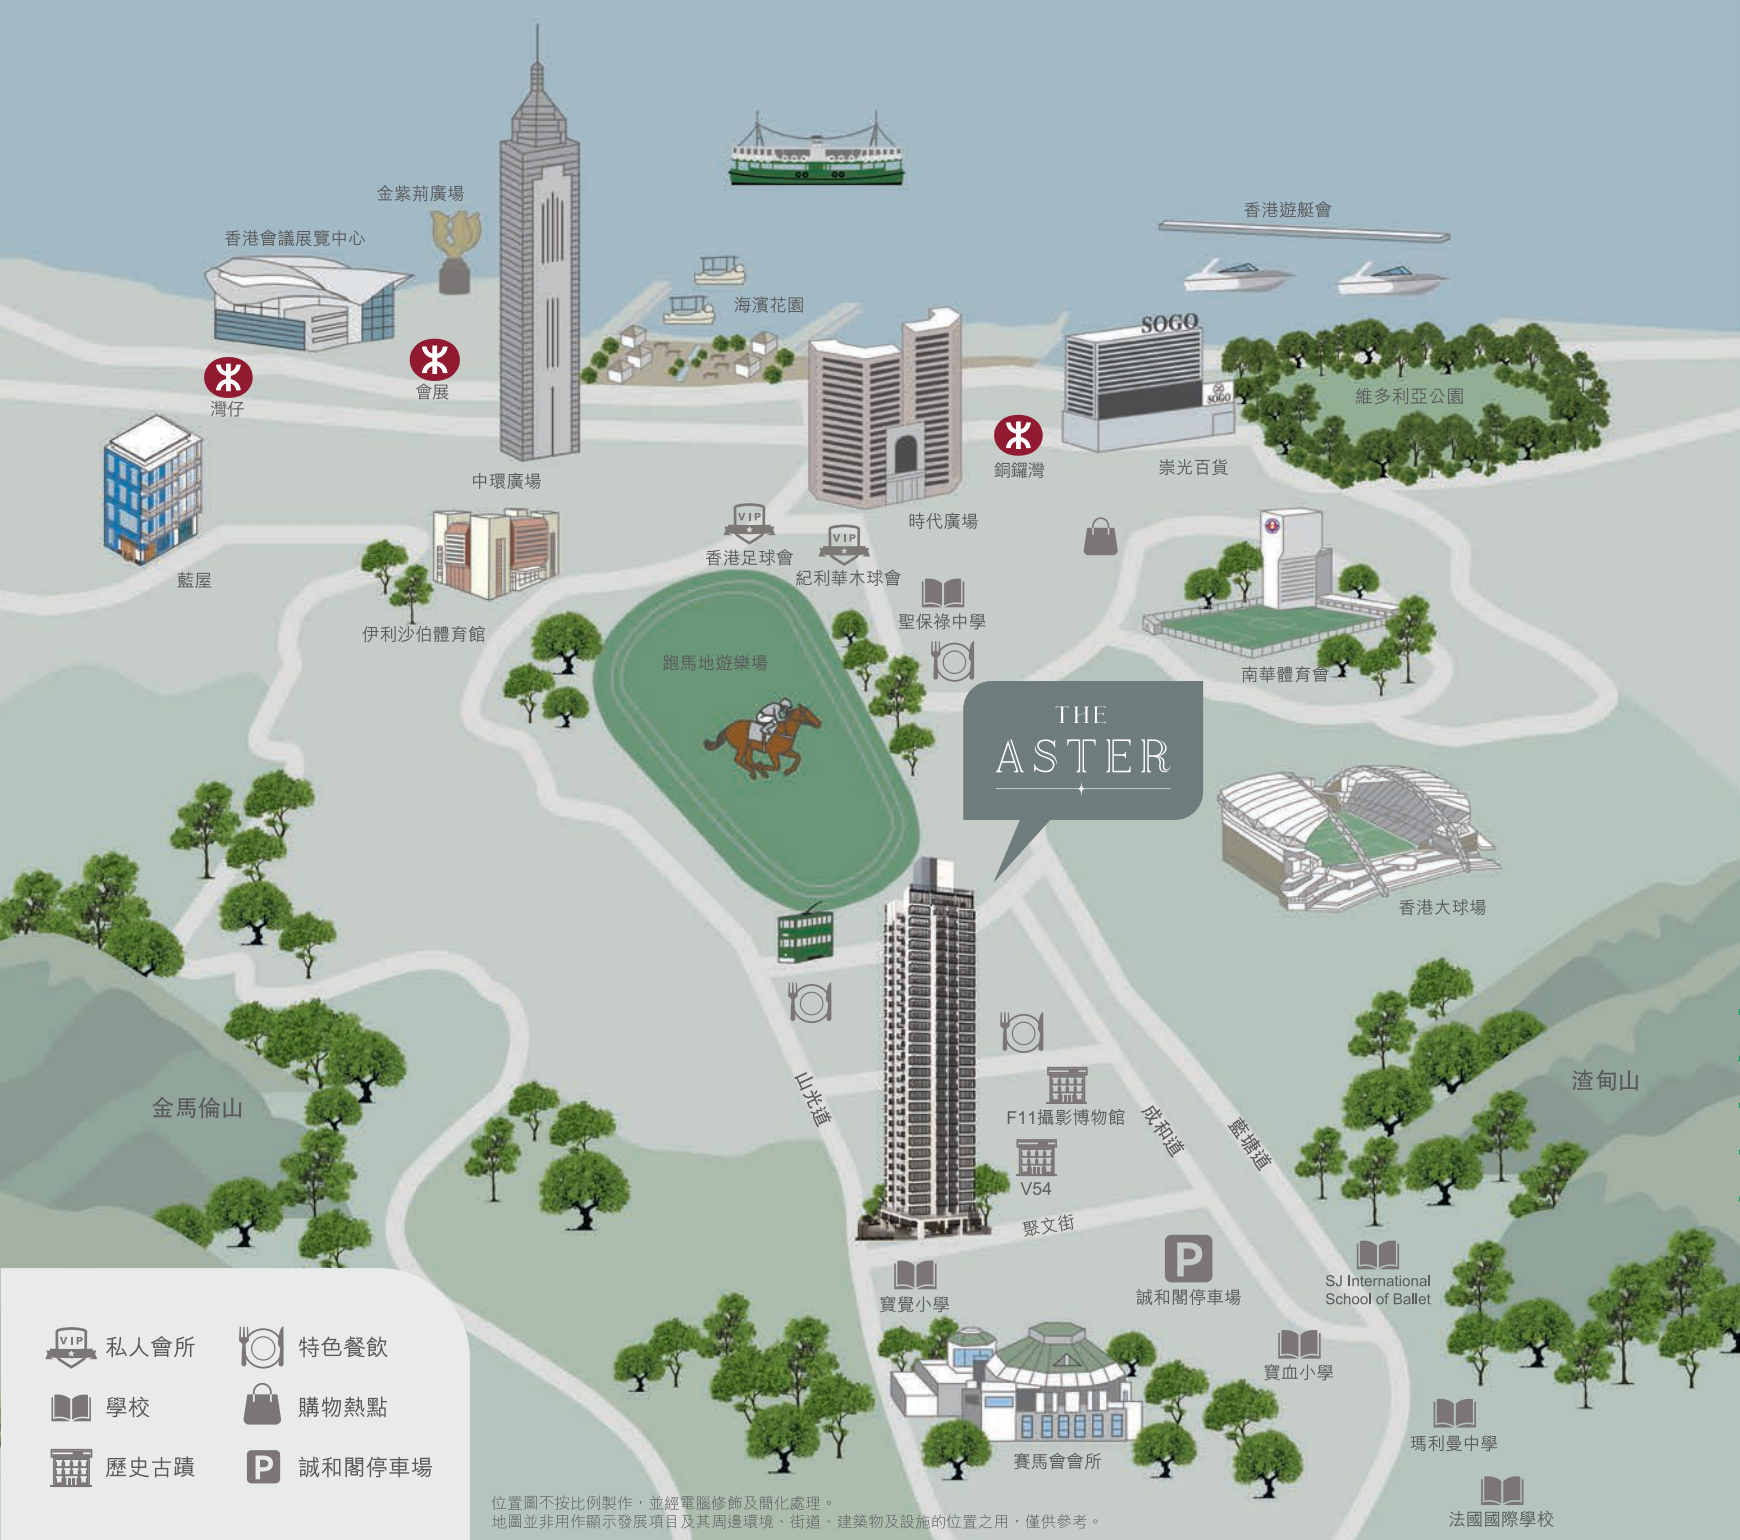 金紫荊廣場
香港會議展覽中心
香港遊艇會
海濱花園
SOGO
SOGO
維多利亞公園
會展
灣仔
崇光百貨
銅鑼灣
中環廣場
時代廣場
VIP
香港足球會
VIP
紀利華木球會
藍屋
聖保祿中學
伊利沙伯體育館
跑馬地遊樂場
南華體育會
THE
ASTER
香港大球場
渣甸山
金馬倫山
山光道
F11攝影博物館
成和道
藍塘道
V54
聚文街
P
誠和閣停車場
SJ International
School of Ballet
寶覺小學
寶血小學
瑪利曼中學
賽馬會會所
法國國際學校
VIP
私人會所
特色餐飲
學校
購物熱點
歷史古蹟
P
誠和閣停車場
位置圖不按比例製作，並經電腦修飾及簡化處理。
地圖並非用作顯示發展項目及其周邊環境、街道、建築物及設施的位置之用，僅供參考。